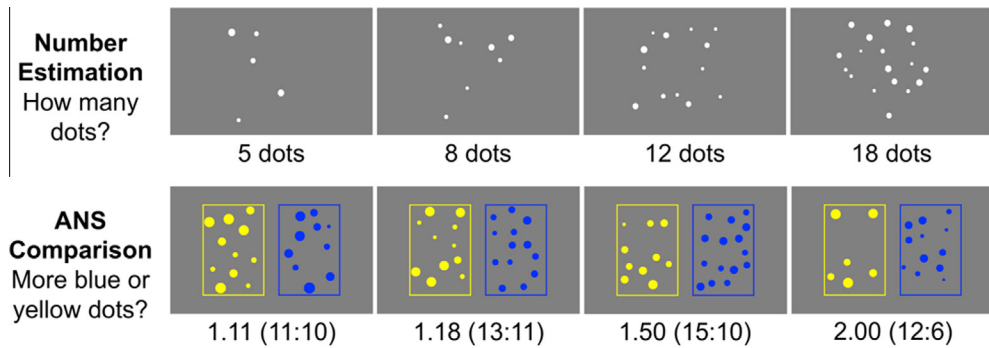 Number
Estimation
How many
dots?
5 dots
8 dots
12 dots
18 dots
ANS
Comparison
More blue or
yellow dots?
1.11 (11:10)
1.18 (13:11)
1.50 (15:10)
2.00 (12:6)